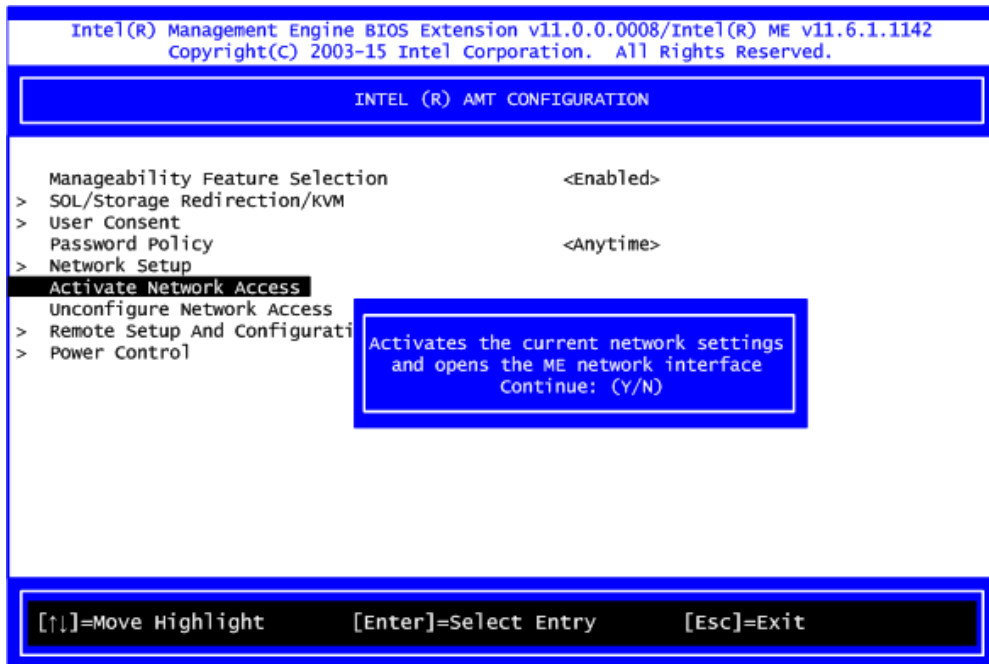 Intel(R) Management Engine BIOS Extension v11.0.0.0008/Intel(R) ME v11.6.1.1142
Copyright(C) 2003-15 Intel Corporation. All Rights Reserved.
INTEL (R) AMT CONFIGURATION
Manageability Feature Selection <Enabled>
> SOL/Storage Redirection/KVM
> User Consent
Password Policy <Anytime>
> Network Setup
Activate Network Access
Unconfigure Network Access
> Remote Setup And Configurati
> Power Control
Activates the current network settings
and opens the ME network interface
Continue: (Y/N)
[↑↓]=Move Highlight [Enter]=Select Entry [Esc]=Exit